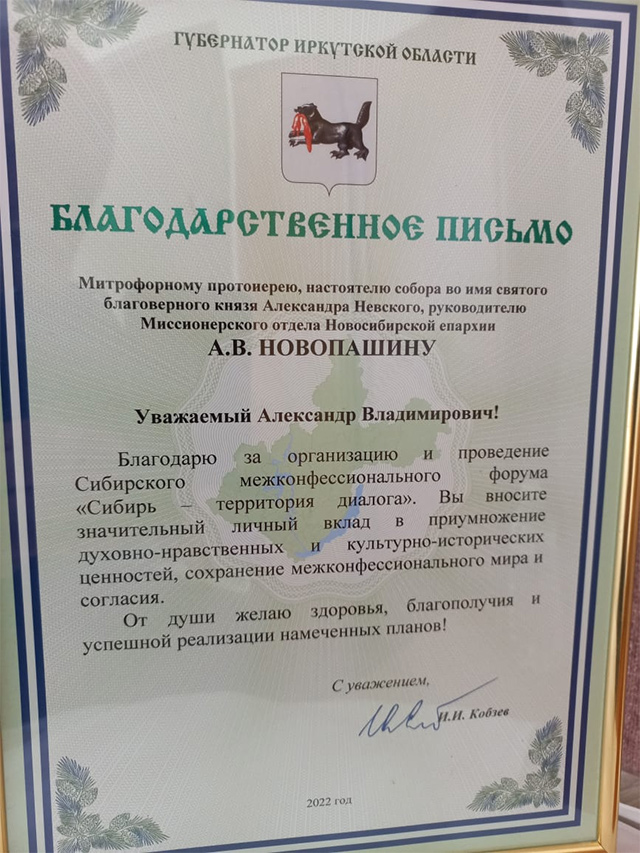 ГУБЕРНАТОР ИРКУТСКОЙ ОБЛАСТИ
БЛАГОДАРСТВЕННОЕ ПИСЬМО
Митрофорному протоиерею, настоятелю собора во имя святого
благоверного князя Александра Невского, руководителю
Миссионерского отдела Новосибирской епархии
А.В. НОВОПАШИНУ
Уважаемый Александр Владимирович!
Благодарю за организацию и проведение
Сибирского межконфессионального форума
«Сибирь – территория диалога». Вы вносите
значительный личный вклад в приумножение
духовно-нравственных и культурно-исторических
ценностей, сохранение межконфессионального мира и
согласия.
От души желаю здоровья, благополучия и
успешной реализации намеченных планов!
С уважением,
И.И. Кобзев
2022 год